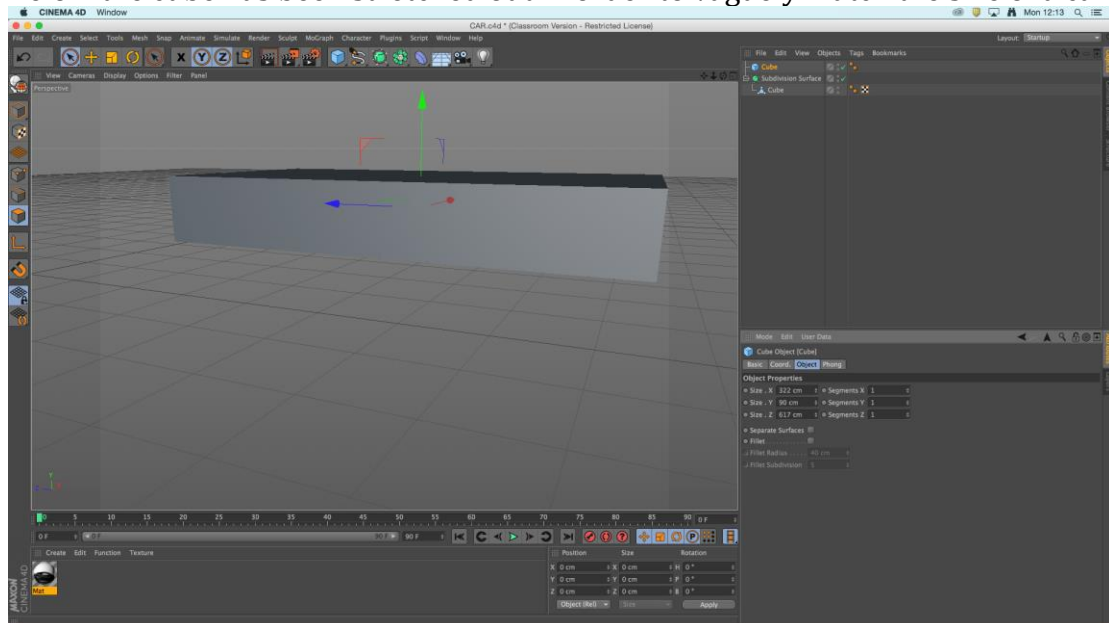 CINEMA 4D Window
Mon 12:13
CAR.c4d * (Classroom Version - Restricted License)
File Edit Create Select Tools Mesh Snap Animate Simulate Render Sculpt MoGraph Character Plugins Script Window Help
Layout: Startup
X Y Z
File Edit View Objects Tags Bookmarks
Cube
Subdivision Surface
Cube
View Cameras Display Options Filter Panel
Perspective
Mode Edit User Data
Cube Object [Cube]
Basic Coord. Object Phong
Object Properties
Size . X 322 cm Segments X 1
Size . Y 90 cm Segments Y 1
Size . Z 617 cm Segments Z 1
Separate Surfaces
Fillet
Fillet Radius 40 cm
Fillet Subdivision 5
Y
0 5 10 15 20 25 30 35 40 45 50 55 60 65 70 75 80 85 90 0 F
0 F 0 F 90 F 90 F
Create Edit Function Texture
Mat
Position Size Rotation
X 0 cm X 0 cm H 0 °
Y 0 cm Y 0 cm P 0 °
Z 0 cm Z 0 cm B 0 °
Object (Rel) Size Apply
MAXON CINEMA 4D